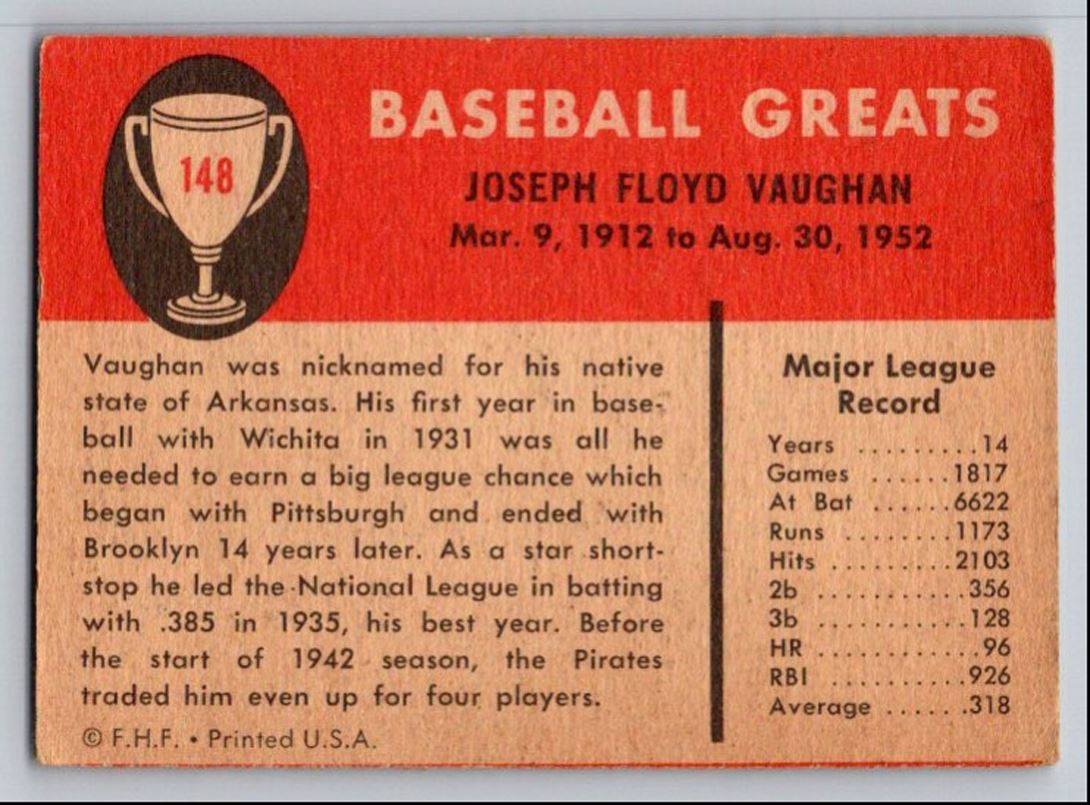 148
BASEBALL GREATS
JOSEPH FLOYD VAUGHAN
Mar. 9, 1912 to Aug. 30, 1952
Vaughan was nicknamed for his native
state of Arkansas. His first year in base-
ball with Wichita in 1931 was all he
needed to earn a big league chance which
began with Pittsburgh and ended with
Brooklyn 14 years later. As a star short-
stop he led the National League in batting
with .385 in 1935, his best year. Before
the start of 1942 season, the Pirates
traded him even up for four players.
© F.H.F. • Printed U.S.A.
Major League
Record
Years .........14
Games ......1817
At Bat ......6622
Runs ........1173
Hits .........2103
2b ...........356
3b ...........128
HR ............96
RBI ..........926
Average ......318